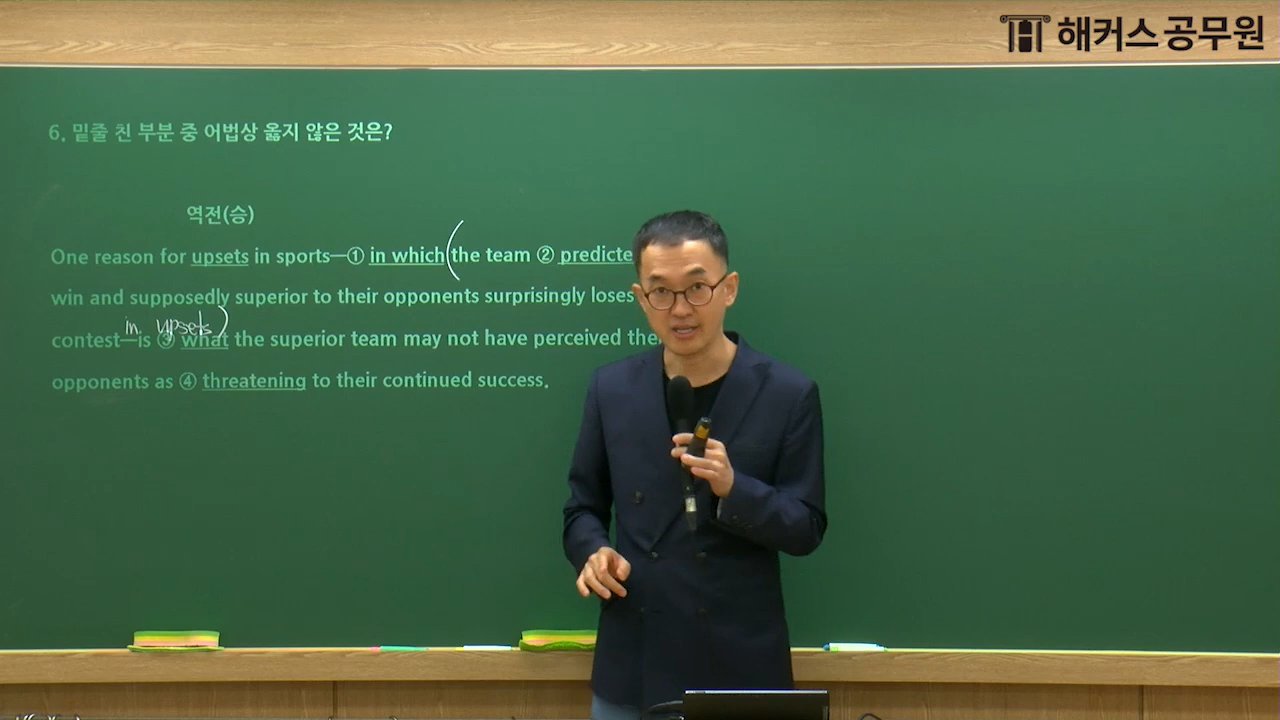 해커스공무원
6. 밑줄 친 부분 중 어법상 옳지 않은 것은?
역전(승)
One reason for upsets in sports—① in which the team ② predicte
win and supposedly superior to their opponents surprisingly loses
in upsets
contest—is ③ what the superior team may not have perceived the
opponents as ④ threatening to their continued success.